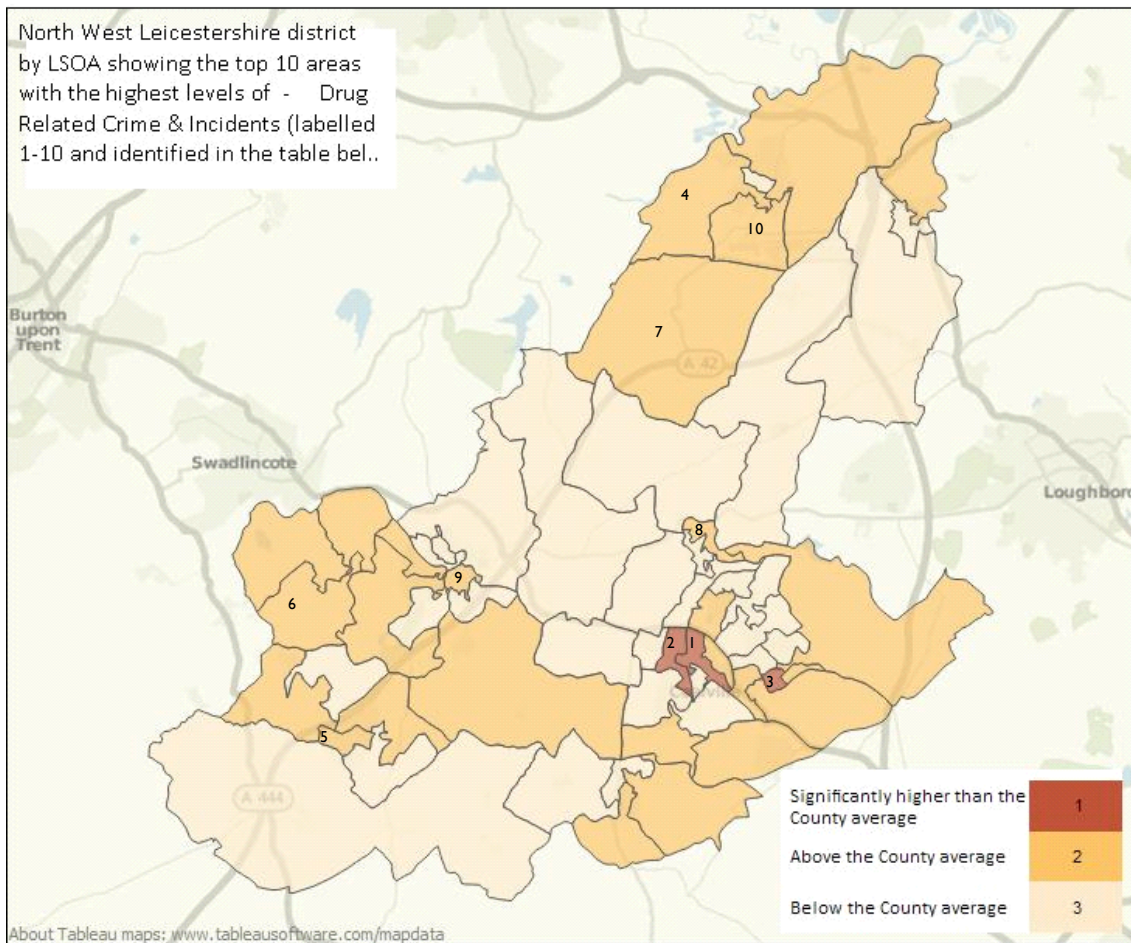 North West Leicestershire district
by LSOA showing the top 10 areas
with the highest levels of - Drug
Related Crime & Incidents (labelled
1-10 and identified in the table bel..
4
10
Burton
upon
Trent
7
A 42
Swadlincote
Loughbor
8
9
6
2 1
3
5
A 444
Significantly higher than the
County average
1
Above the County average
2
Below the County average
3
About Tableau maps: www.tableausoftware.com/mapdata